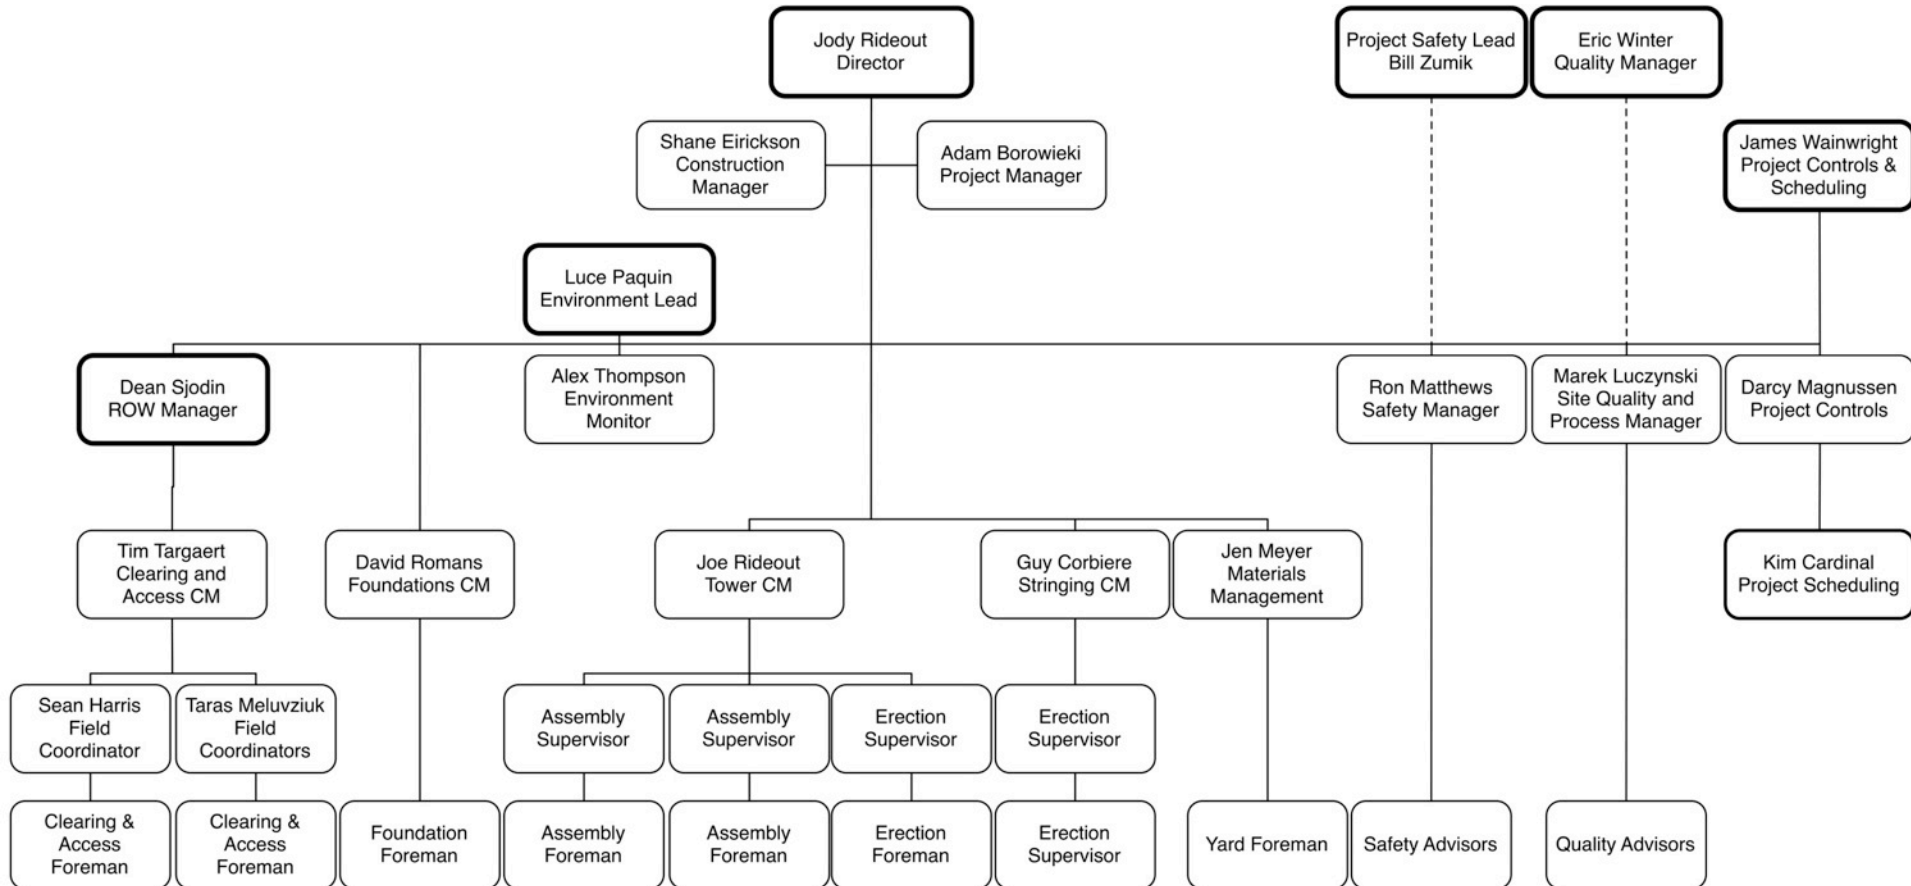 Jody Rideout
Director
Project Safety Lead
Bill Zumik
Eric Winter
Quality Manager
Shane Eirickson
Construction
Manager
Adam Borowieki
Project Manager
James Wainwright
Project Controls &
Scheduling
Luce Paquin
Environment Lead
Dean Sjodin
ROW Manager
Alex Thompson
Environment
Monitor
Ron Matthews
Safety Manager
Marek Luczynski
Site Quality and
Process Manager
Darcy Magnussen
Project Controls
Tim Targaert
Clearing and
Access CM
David Romans
Foundations CM
Joe Rideout
Tower CM
Guy Corbiere
Stringing CM
Jen Meyer
Materials
Management
Kim Cardinal
Project Scheduling
Sean Harris
Field
Coordinator
Taras Meluvziuk
Field
Coordinators
Assembly
Supervisor
Assembly
Supervisor
Erection
Supervisor
Erection
Supervisor
Clearing &
Access
Foreman
Clearing &
Access
Foreman
Foundation
Foreman
Assembly
Foreman
Assembly
Foreman
Erection
Foreman
Erection
Supervisor
Yard Foreman
Safety Advisors
Quality Advisors